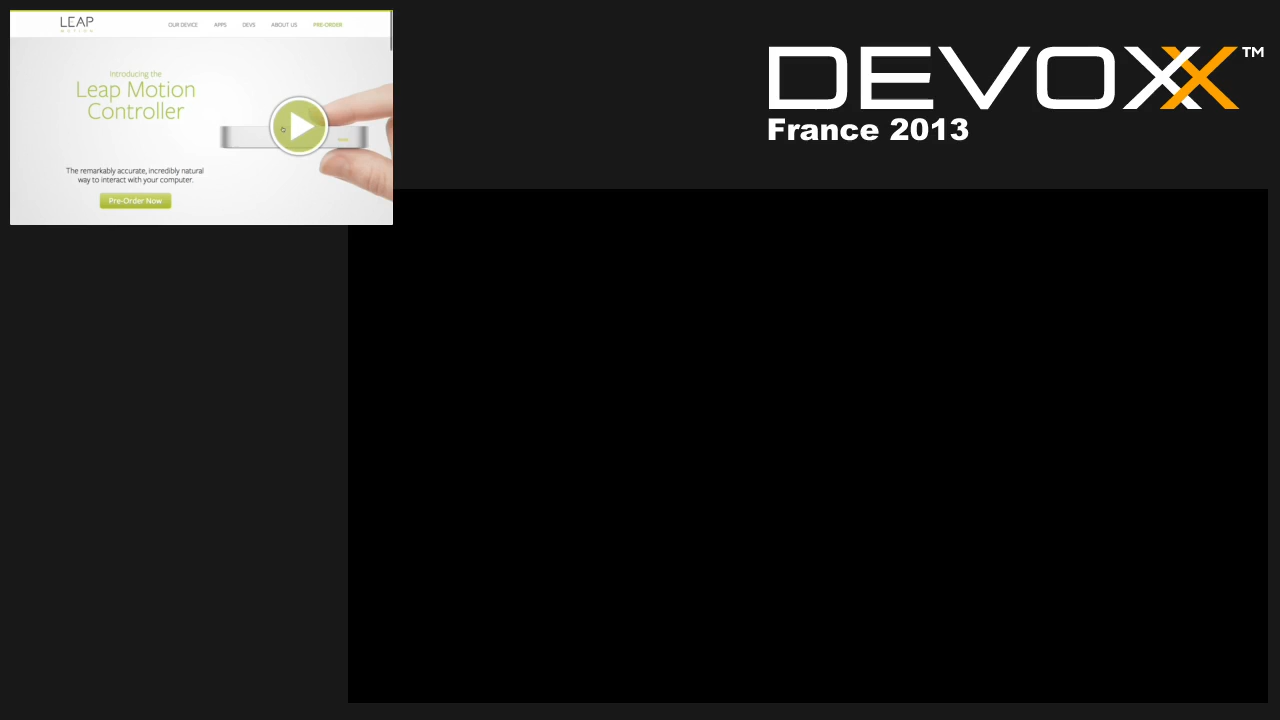 LEAP
MOTION
OUR DEVICE APPS DEVS ABOUT US PRE-ORDER
Introducing the
Leap Motion
Controller
The remarkably accurate, incredibly natural
way to interact with your computer.
Pre-Order Now
DEVOXX™
France 2013